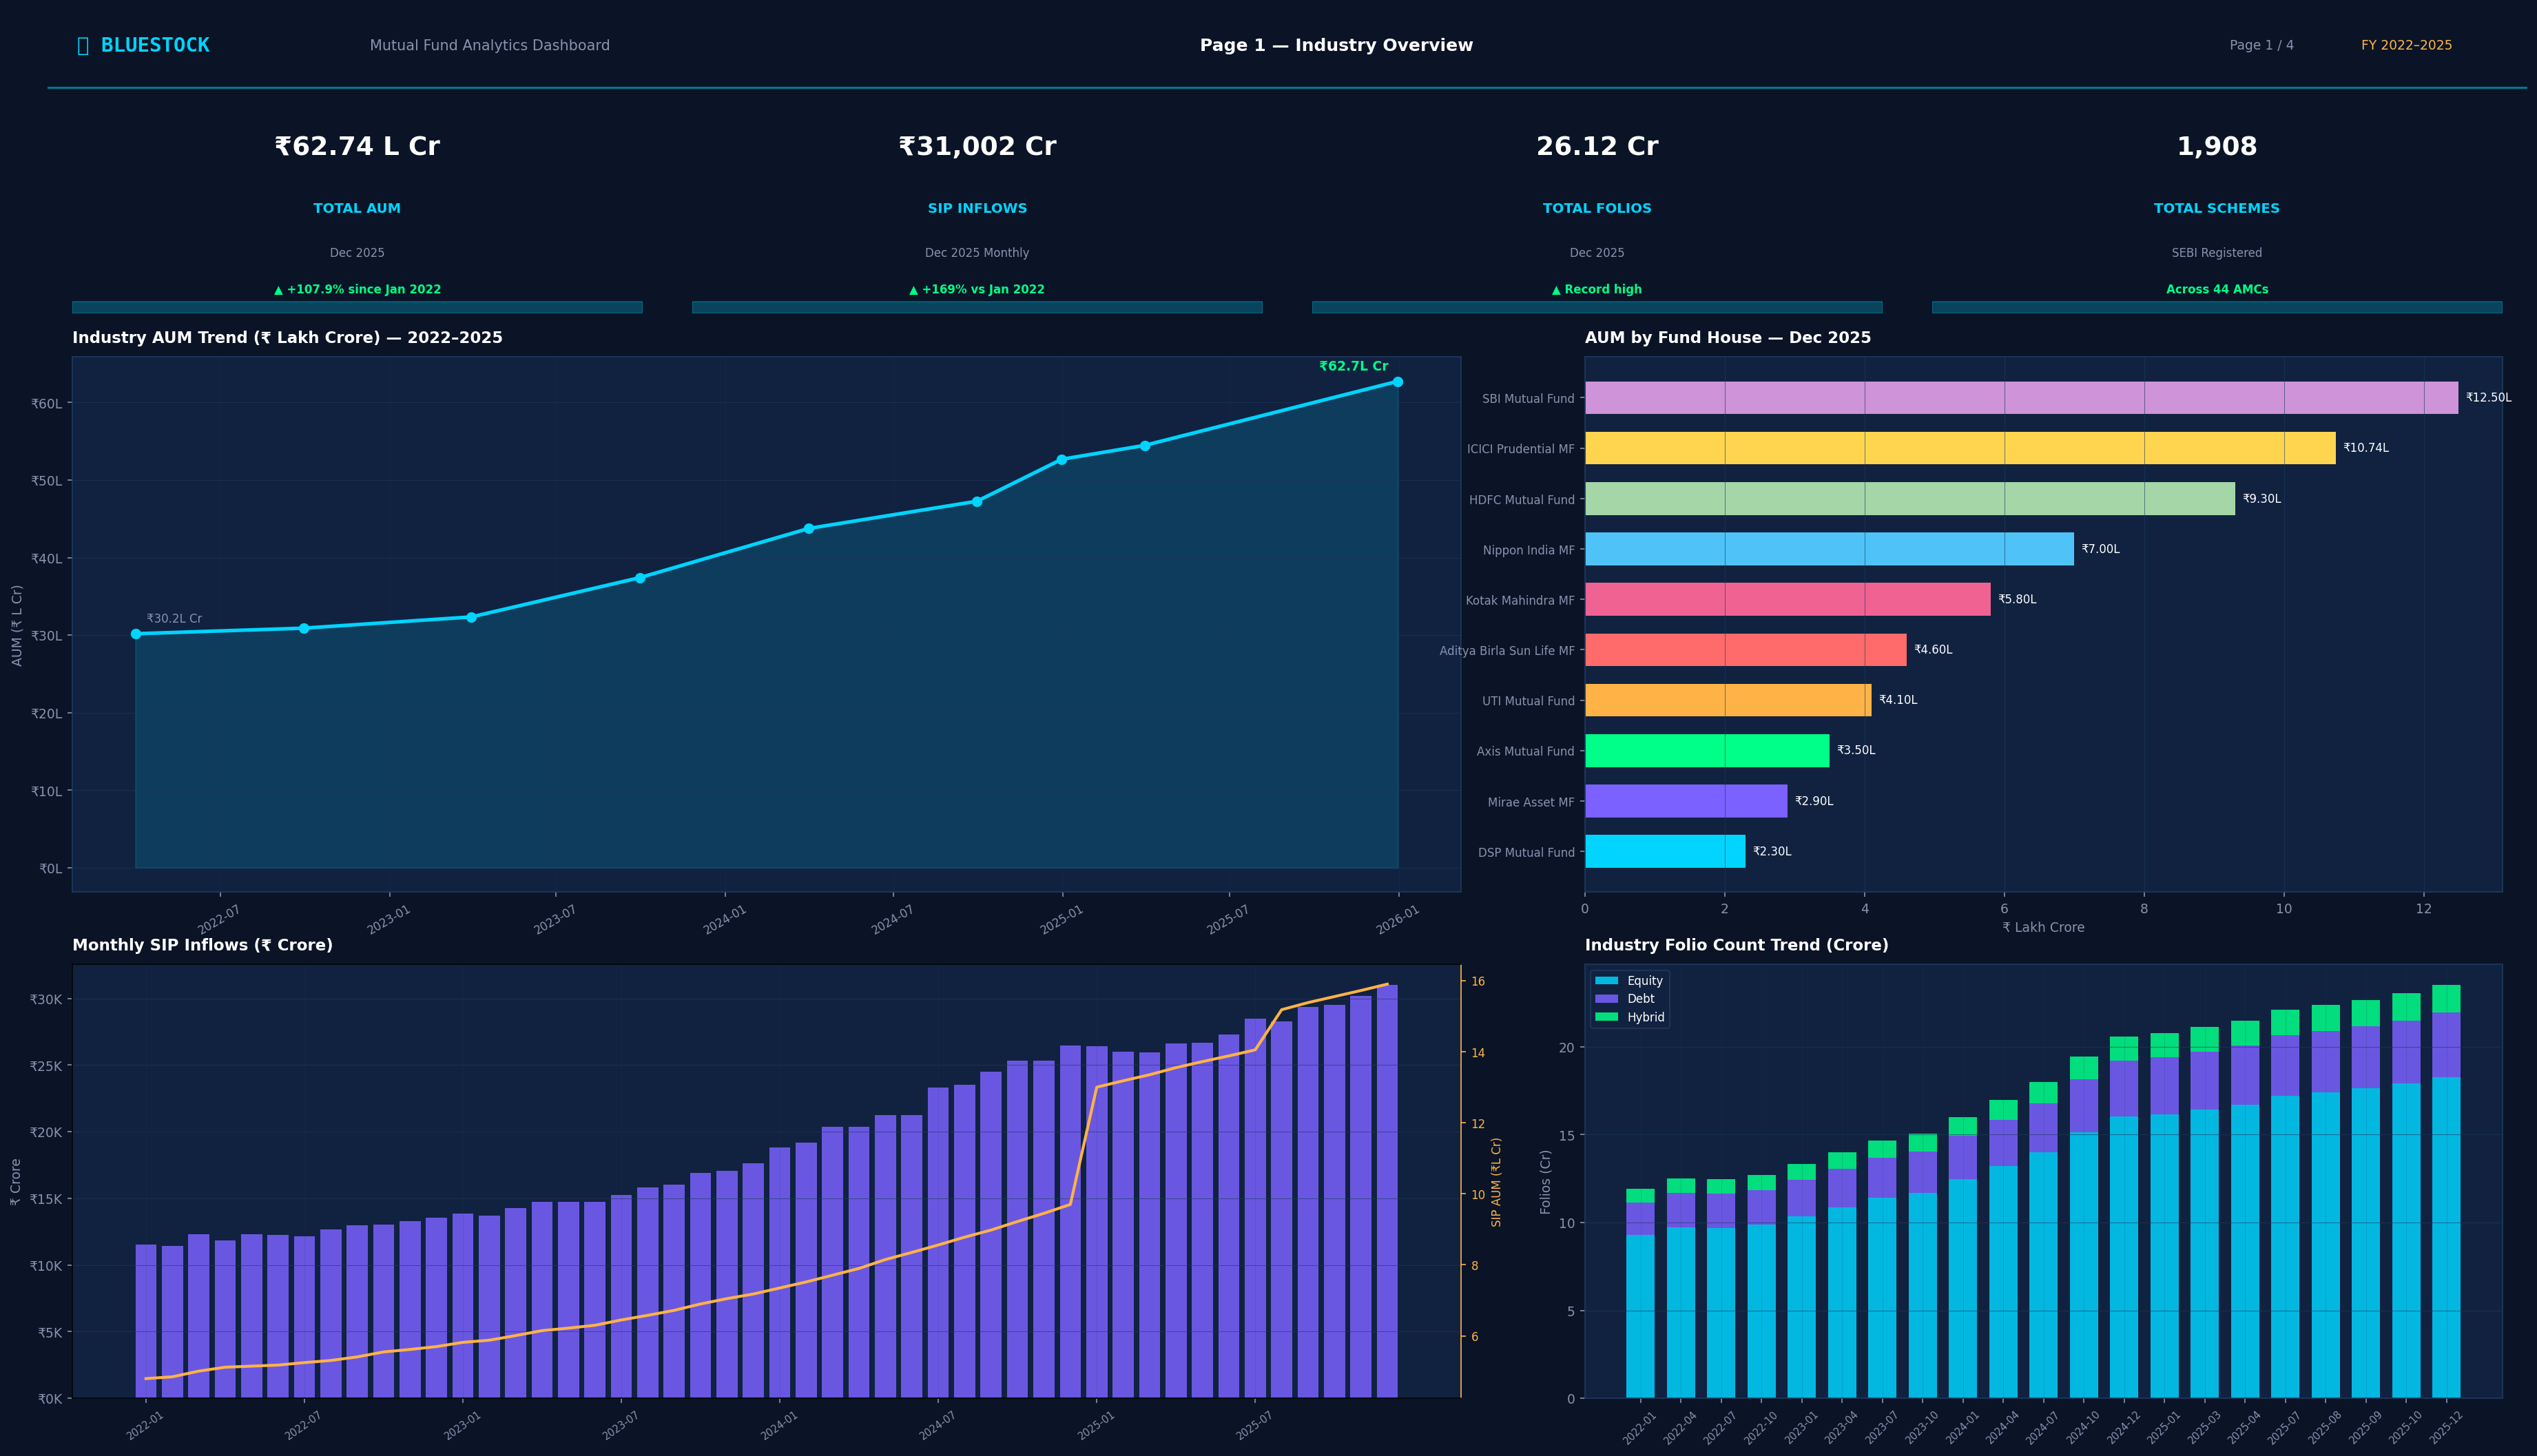 BLUESTOCK
Mutual Fund Analytics Dashboard
Page 1 — Industry Overview
Page 1 / 4
FY 2022–2025
₹62.74 L Cr
TOTAL AUM
Dec 2025
▲ +107.9% since Jan 2022
₹31,002 Cr
SIP INFLOWS
Dec 2025 Monthly
▲ +169% vs Jan 2022
26.12 Cr
TOTAL FOLIOS
Dec 2025
▲ Record high
1,908
TOTAL SCHEMES
SEBI Registered
Across 44 AMCs
Industry AUM Trend (₹ Lakh Crore) — 2022–2025
₹62.7L Cr
₹30.2L Cr
AUM (₹ L Cr)
₹60L
₹50L
₹40L
₹30L
₹20L
₹10L
₹0L
2022-07
2023-01
2023-07
2024-01
2024-07
2025-01
2025-07
2026-01
AUM by Fund House — Dec 2025
SBI Mutual Fund
₹12.50L
ICICI Prudential MF
₹10.74L
HDFC Mutual Fund
₹9.30L
Nippon India MF
₹7.00L
Kotak Mahindra MF
₹5.80L
Aditya Birla Sun Life MF
₹4.60L
UTI Mutual Fund
₹4.10L
Axis Mutual Fund
₹3.50L
Mirae Asset MF
₹2.90L
DSP Mutual Fund
₹2.30L
0
2
4
6
8
10
12
₹ Lakh Crore
Monthly SIP Inflows (₹ Crore)
₹ Crore
₹30K
₹25K
₹20K
₹15K
₹10K
₹5K
₹0K
2022-01
2022-07
2023-01
2023-07
2024-01
2024-07
2025-01
2025-07
16
14
12
10
8
6
SIP AUM (₹L Cr)
Industry Folio Count Trend (Crore)
Equity
Debt
Hybrid
Folios (Cr)
20
15
10
5
0
2022-01
2022-04
2022-07
2022-10
2023-01
2023-04
2023-07
2023-10
2024-01
2024-04
2024-07
2024-10
2024-12
2025-01
2025-03
2025-04
2025-07
2025-08
2025-09
2025-10
2025-12